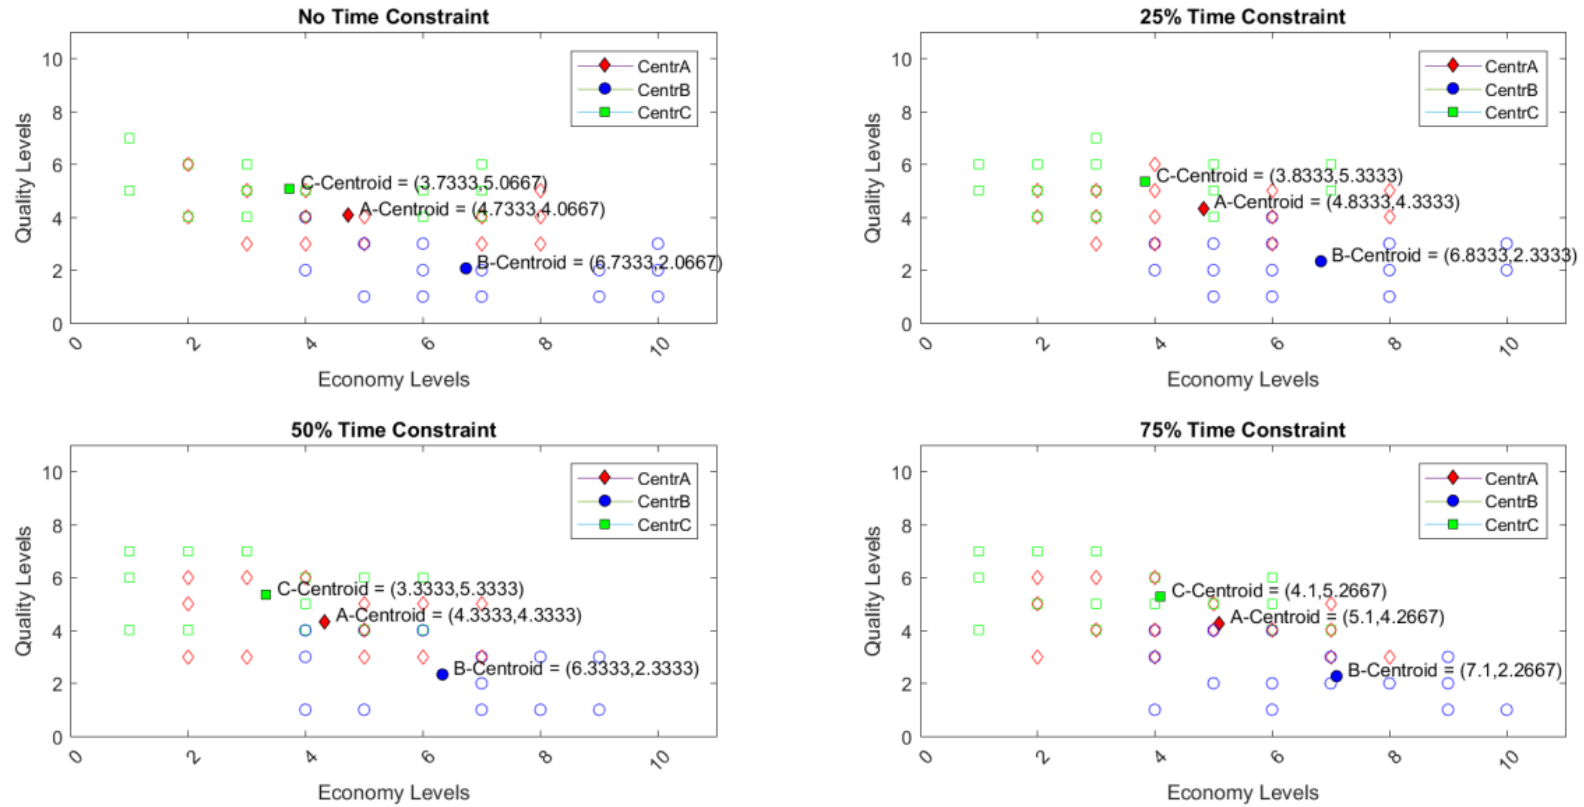 No Time Constraint
10
8
6
4
2
0
Quality Levels
CentrA
CentrB
CentrC
C-Centroid = (3.7333,5.0667)
A-Centroid = (4.7333,4.0667)
B-Centroid = (6.7333,2.0667)
0 2 4 6 8 10
Economy Levels
25% Time Constraint
10
8
6
4
2
0
Quality Levels
CentrA
CentrB
CentrC
C-Centroid = (3.8333,5.3333)
A-Centroid = (4.8333,4.3333)
B-Centroid = (6.8333,2.3333)
0 2 4 6 8 10
Economy Levels
50% Time Constraint
10
8
6
4
2
0
Quality Levels
CentrA
CentrB
CentrC
C-Centroid = (3.3333,5.3333)
A-Centroid = (4.3333,4.3333)
B-Centroid = (6.3333,2.3333)
0 2 4 6 8 10
Economy Levels
75% Time Constraint
10
8
6
4
2
0
Quality Levels
CentrA
CentrB
CentrC
C-Centroid = (4.1,5.2667)
A-Centroid = (5.1,4.2667)
B-Centroid = (7.1,2.2667)
0 2 4 6 8 10
Economy Levels